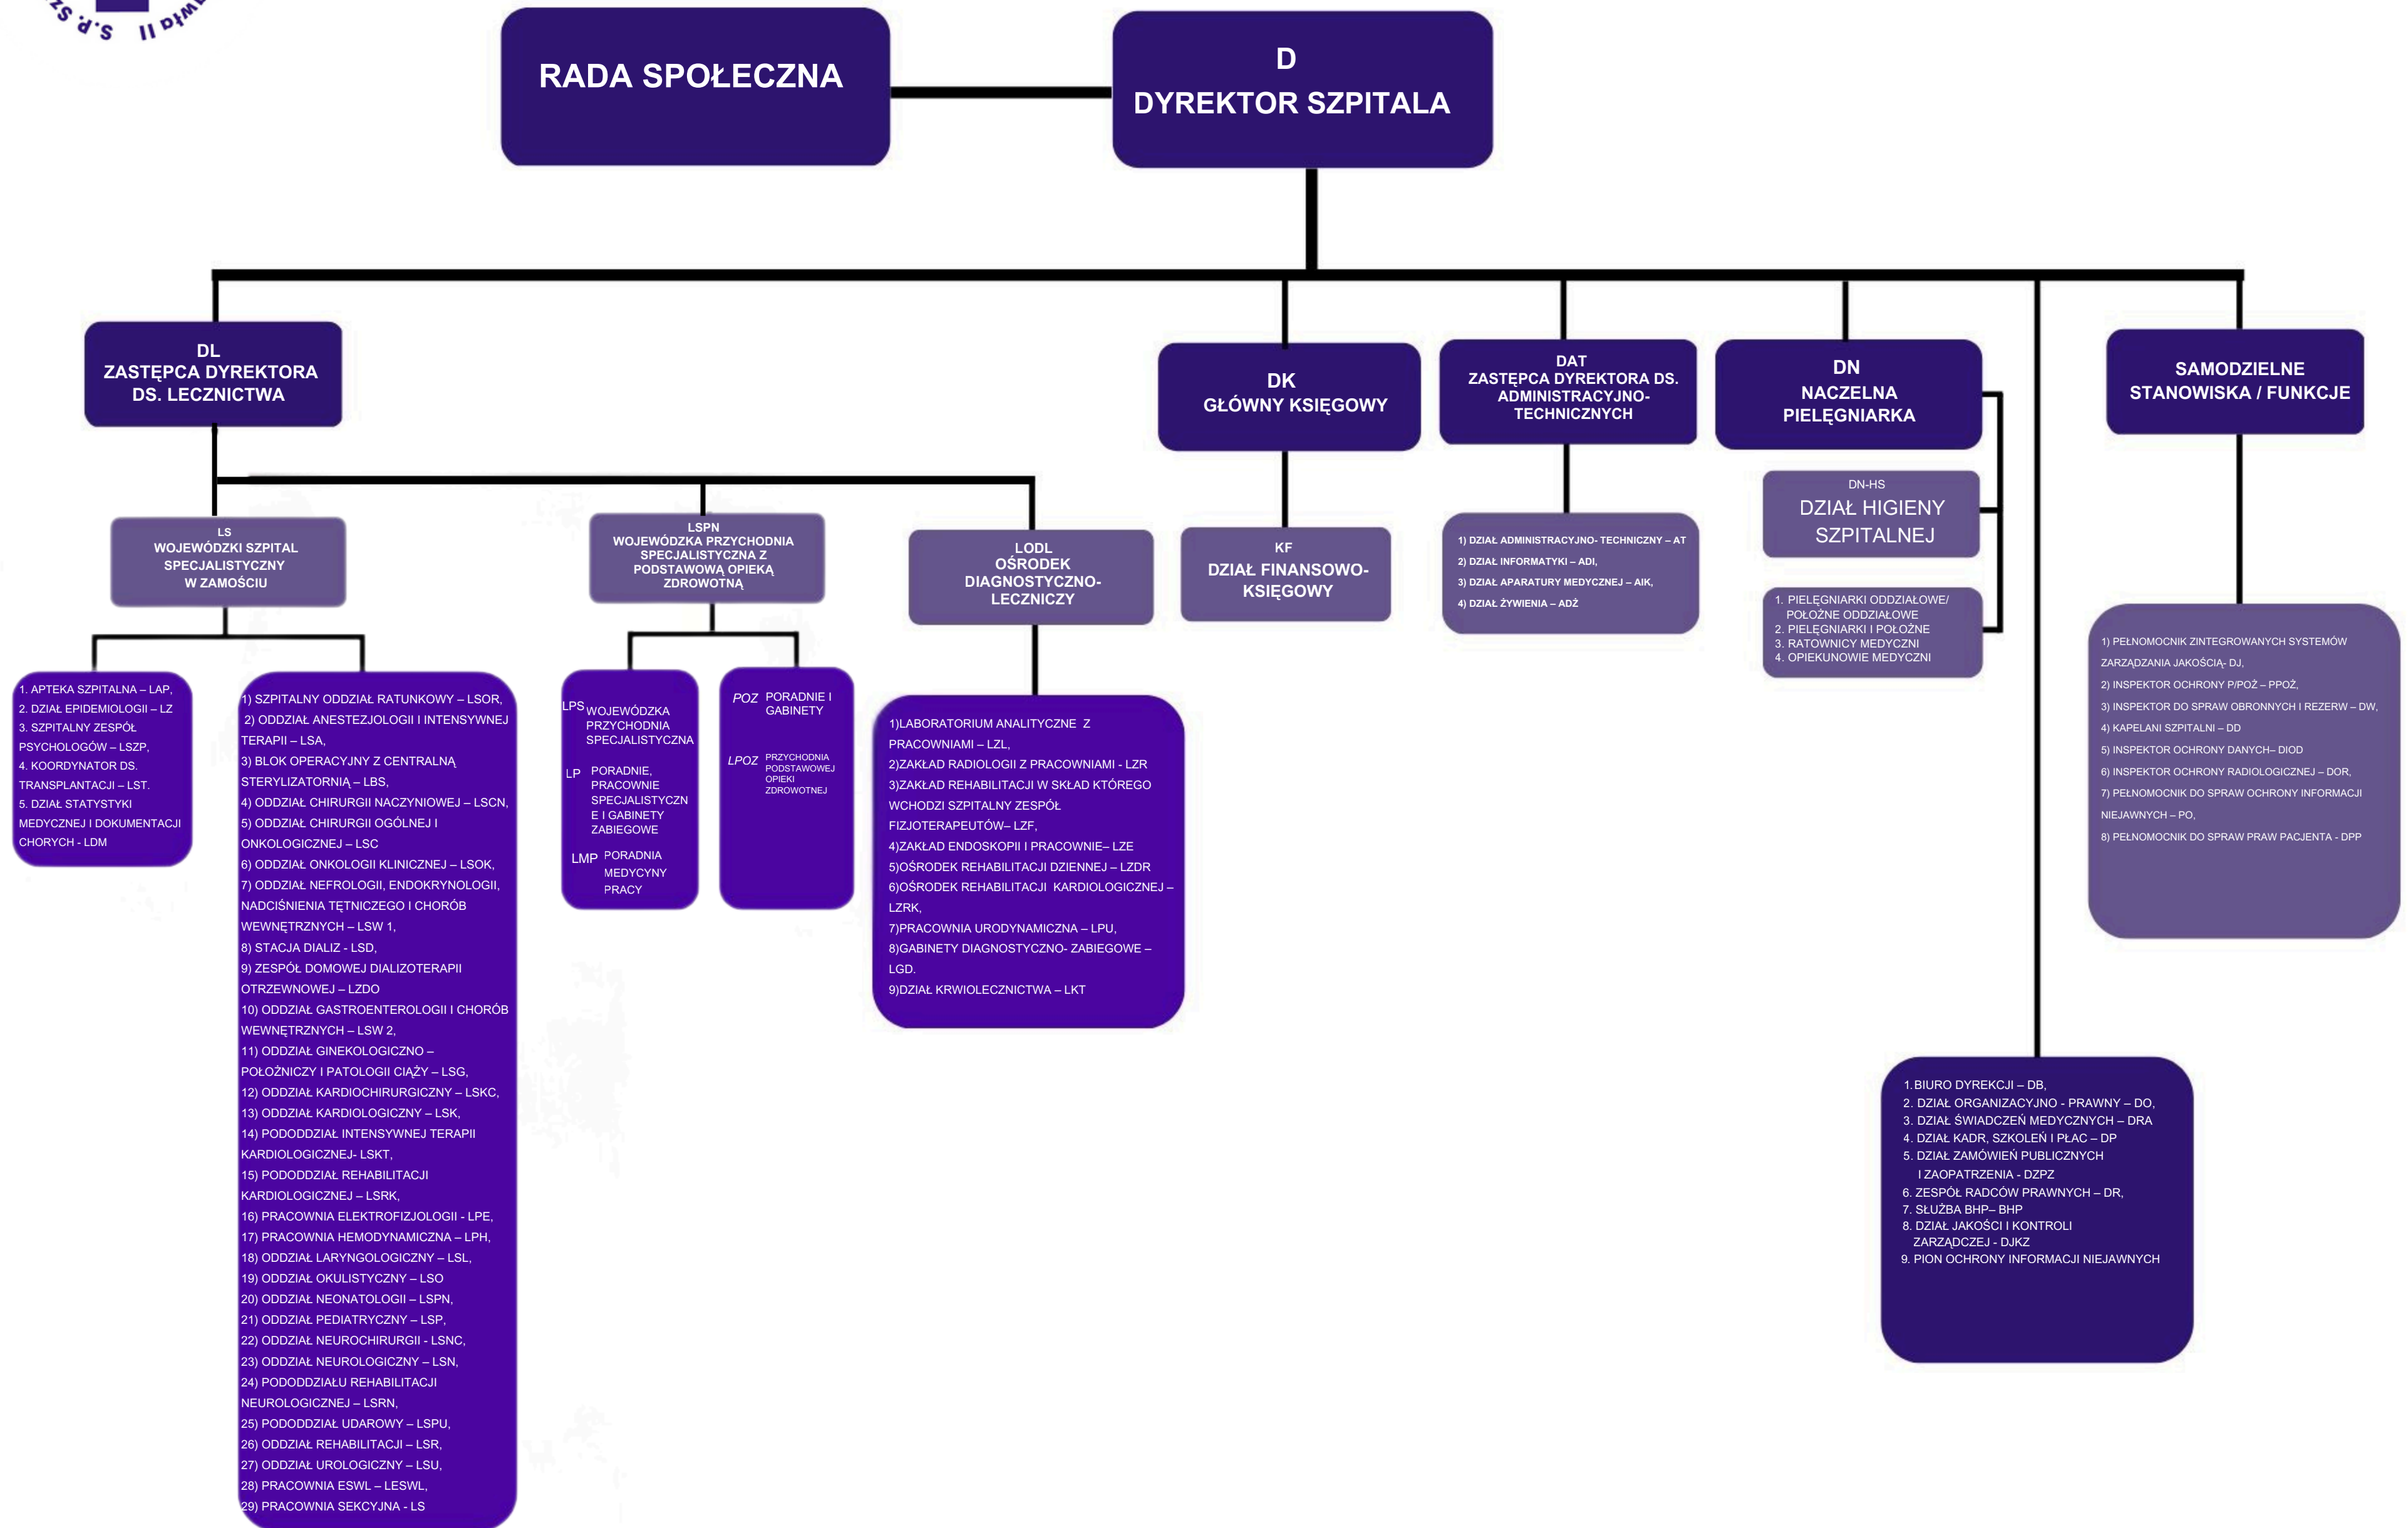 S.P. Sz
wła II
RADA SPOŁECZNA
D
DYREKTOR SZPITALA
DL
ZASTĘPCA DYREKTORA
DS. LECZNICTWA
DK
GŁÓWNY KSIĘGOWY
DAT
ZASTĘPCA DYREKTORA DS.
ADMINISTRACYJNO-
TECHNICZNYCH
DN
NACZELNA
PIELĘGNIARKA
SAMODZIELNE
STANOWISKA / FUNKCJE
LS
WOJEWÓDZKI SZPITAL
SPECJALISTYCZNY
W ZAMOŚCIU
LSPN
WOJEWÓDZKA PRZYCHODNIA
SPECJALISTYCZNA Z
PODSTAWOWĄ OPIEKĄ
ZDROWOTNĄ
LODL
OŚRODEK
DIAGNOSTYCZNO-
LECZNICZY
KF
DZIAŁ FINANSOWO-
KSIĘGOWY
1) DZIAŁ ADMINISTRACYJNO- TECHNICZNY – AT
2) DZIAŁ INFORMATYKI – ADI,
3) DZIAŁ APARATURY MEDYCZNEJ – AIK,
4) DZIAŁ ŻYWIENIA – ADŻ
DN-HS
DZIAŁ HIGIENY
SZPITALNEJ
1. PIELĘGNIARKI ODDZIAŁOWE/
POŁOŻNE ODDZIAŁOWE
2. PIELĘGNIARKI I POŁOŻNE
3. RATOWNICY MEDYCZNI
4. OPIEKUNOWIE MEDYCZNI
1) PEŁNOMOCNIK ZINTEGROWANYCH SYSTEMÓW
ZARZĄDZANIA JAKOŚCIĄ- DJ,
2) INSPEKTOR OCHRONY P/POŻ – PPOŻ,
3) INSPEKTOR DO SPRAW OBRONNYCH I REZERW – DW,
4) KAPELANI SZPITALNI – DD
5) INSPEKTOR OCHRONY DANYCH– DIOD
6) INSPEKTOR OCHRONY RADIOLOGICZNEJ – DOR,
7) PEŁNOMOCNIK DO SPRAW OCHRONY INFORMACJI
NIEJAWNYCH – PO,
8) PEŁNOMOCNIK DO SPRAW PRAW PACJENTA - DPP
1. APTEKA SZPITALNA – LAP,
2. DZIAŁ EPIDEMIOLOGII – LZ
3. SZPITALNY ZESPÓŁ
PSYCHOLOGÓW – LSZP,
4. KOORDYNATOR DS.
TRANSPLANTACJI – LST.
5. DZIAŁ STATYSTYKI
MEDYCZNEJ I DOKUMENTACJI
CHORYCH - LDM
1) SZPITALNY ODDZIAŁ RATUNKOWY – LSOR,
2) ODDZIAŁ ANESTEZJOLOGII I INTENSYWNEJ
TERAPII – LSA,
3) BLOK OPERACYJNY Z CENTRALNĄ
STERYLIZATORNIĄ – LBS,
4) ODDZIAŁ CHIRURGII NACZYNIOWEJ – LSCN,
5) ODDZIAŁ CHIRURGII OGÓLNEJ I
ONKOLOGICZNEJ – LSC
6) ODDZIAŁ ONKOLOGII KLINICZNEJ – LSOK,
7) ODDZIAŁ NEFROLOGII, ENDOKRYNOLOGII,
NADCIŚNIENIA TĘTNICZEGO I CHORÓB
WEWNĘTRZNYCH – LSW 1,
8) STACJA DIALIZ - LSD,
9) ZESPÓŁ DOMOWEJ DIALIZOTERAPII
OTRZEWNOWEJ – LZDO
10) ODDZIAŁ GASTROENTEROLOGII I CHORÓB
WEWNĘTRZNYCH – LSW 2,
11) ODDZIAŁ GINEKOLOGICZNO –
POŁOŻNICZY I PATOLOGII CIĄŻY – LSG,
12) ODDZIAŁ KARDIOCHIRURGICZNY – LSKC,
13) ODDZIAŁ KARDIOLOGICZNY – LSK,
14) PODODDZIAŁ INTENSYWNEJ TERAPII
KARDIOLOGICZNEJ- LSKT,
15) PODODDZIAŁ REHABILITACJI
KARDIOLOGICZNEJ – LSRK,
16) PRACOWNIA ELEKTROFIZJOLOGII - LPE,
17) PRACOWNIA HEMODYNAMICZNA – LPH,
18) ODDZIAŁ LARYNGOLOGICZNY – LSL,
19) ODDZIAŁ OKULISTYCZNY – LSO
20) ODDZIAŁ NEONATOLOGII – LSPN,
21) ODDZIAŁ PEDIATRYCZNY – LSP,
22) ODDZIAŁ NEUROCHIRURGII - LSNC,
23) ODDZIAŁ NEUROLOGICZNY – LSN,
24) PODODDZIAŁU REHABILITACJI
NEUROLOGICZNEJ – LSRN,
25) PODODDZIAŁ UDAROWY – LSPU,
26) ODDZIAŁ REHABILITACJI – LSR,
27) ODDZIAŁ UROLOGICZNY – LSU,
28) PRACOWNIA ESWL – LESWL,
29) PRACOWNIA SEKCYJNA - LS
LPS WOJEWÓDZKA
PRZYCHODNIA
SPECJALISTYCZNA
LP PORADNIE,
PRACOWNIE
SPECJALISTYCZN
E I GABINETY
ZABIEGOWE
LMP PORADNIA
MEDYCYNY
PRACY
POZ PORADNIE I
GABINETY
LPOZ PRZYCHODNIA
PODSTAWOWEJ
OPIEKI
ZDROWOTNEJ
1)LABORATORIUM ANALITYCZNE Z
PRACOWNIAMI – LZL,
2)ZAKŁAD RADIOLOGII Z PRACOWNIAMI - LZR
3)ZAKŁAD REHABILITACJI W SKŁAD KTÓREGO
WCHODZI SZPITALNY ZESPÓŁ
FIZJOTERAPEUTÓW– LZF,
4)ZAKŁAD ENDOSKOPII I PRACOWNIE– LZE
5)OŚRODEK REHABILITACJI DZIENNEJ – LZDR
6)OŚRODEK REHABILITACJI KARDIOLOGICZNEJ –
LZRK,
7)PRACOWNIA URODYNAMICZNA – LPU,
8)GABINETY DIAGNOSTYCZNO- ZABIEGOWE –
LGD.
9)DZIAŁ KRWIOLECZNICTWA – LKT
1.BIURO DYREKCJI – DB,
2. DZIAŁ ORGANIZACYJNO - PRAWNY – DO,
3. DZIAŁ ŚWIADCZEŃ MEDYCZNYCH – DRA
4. DZIAŁ KADR, SZKOLEŃ I PŁAC – DP
5. DZIAŁ ZAMÓWIEŃ PUBLICZNYCH
I ZAOPATRZENIA - DZPZ
6. ZESPÓŁ RADCÓW PRAWNYCH – DR,
7. SŁUŻBA BHP– BHP
8. DZIAŁ JAKOŚCI I KONTROLI
ZARZĄDCZEJ - DJKZ
9. PION OCHRONY INFORMACJI NIEJAWNYCH